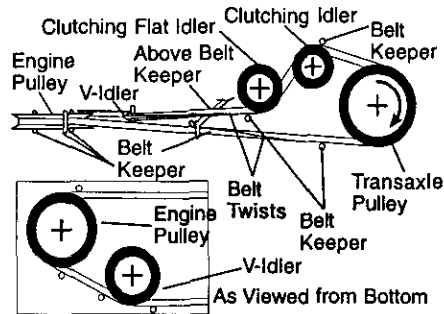 Clutching Flat Idler
Clutching Idler
Belt
Keeper
Above Belt
Keeper
Engine
Pulley
V-Idler
Belt
Keeper
Belt
Twists
Belt
Keeper
Transaxle
Pulley
Engine
Pulley
V-Idler
As Viewed from Bottom